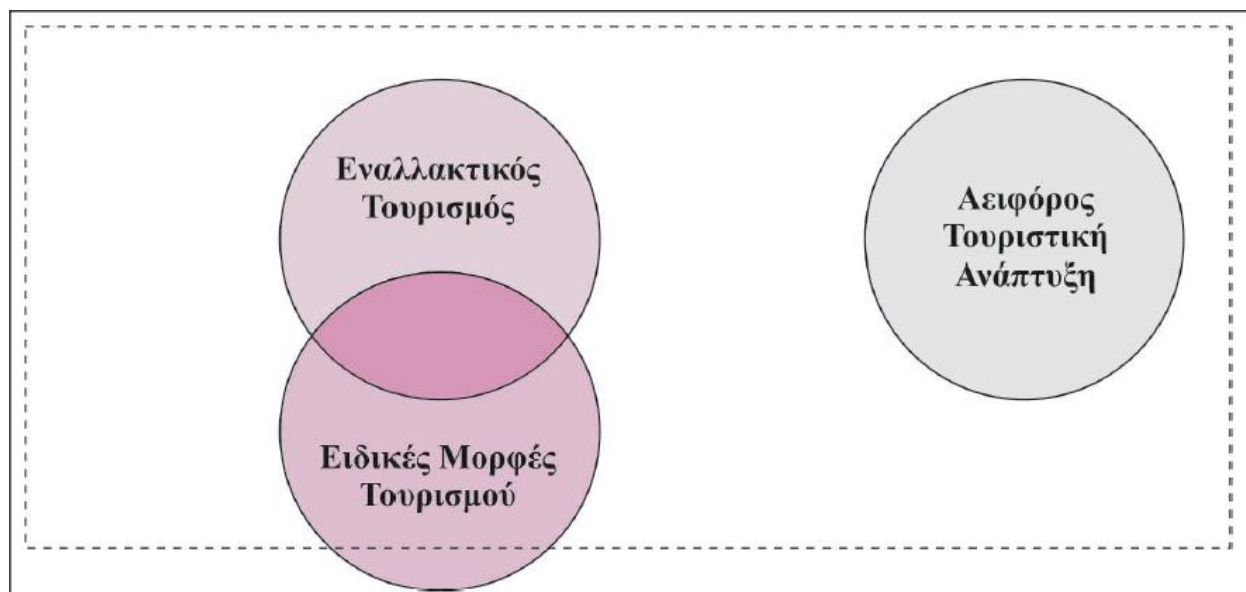 Εναλλακτικός
Τουρισμός
Αειφόρος
Τουριστική
Ανάπτυξη
Ειδικές Μορφές
Τουρισμού